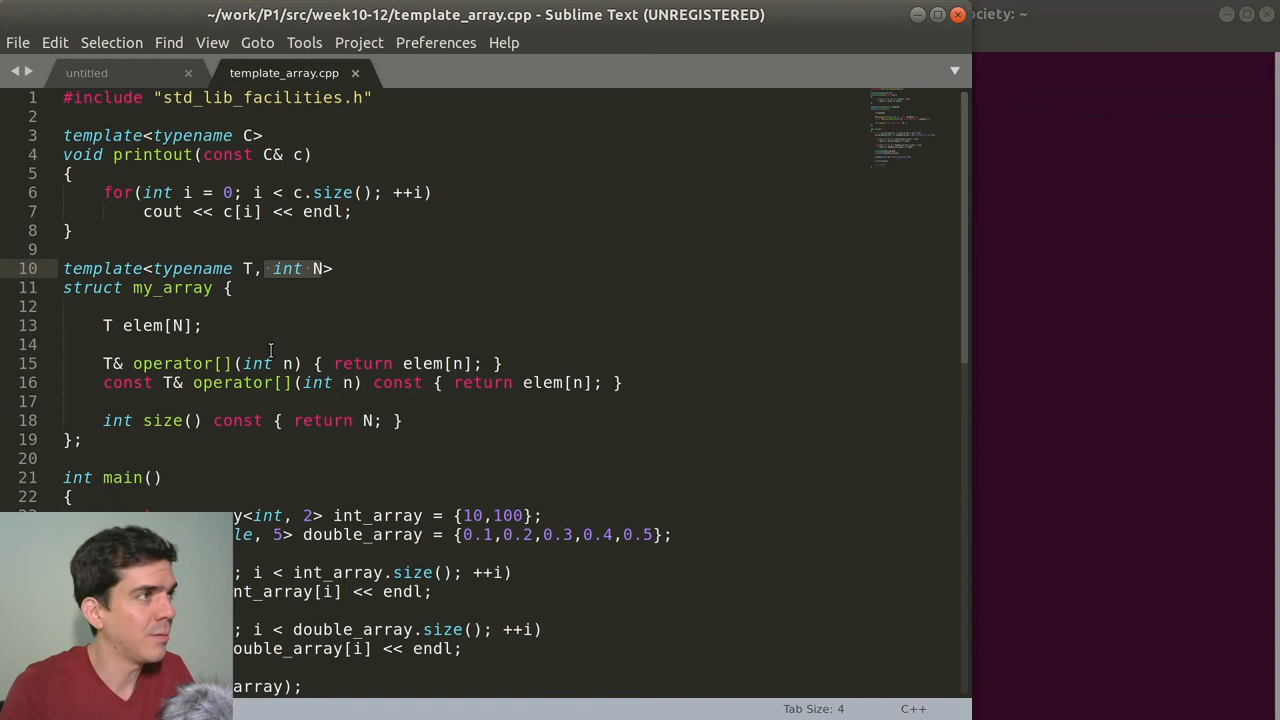 ~/work/P1/src/week10-12/template_array.cpp - Sublime Text (UNREGISTERED)
ociety: ~
File Edit Selection Find View Goto Tools Project Preferences Help
untitled × template_array.cpp ×
1 #include "std_lib_facilities.h"
2
3 template<typename C>
4 void printout(const C& c)
5 {
6 for(int i = 0; i < c.size(); ++i)
7 cout << c[i] << endl;
8 }
9
10 template<typename T, int N>
11 struct my_array {
12
13 T elem[N];
14
15 T& operator[](int n) { return elem[n]; }
16 const T& operator[](int n) const { return elem[n]; }
17
18 int size() const { return N; }
19 };
20
21 int main()
22 {
y<int, 2> int_array = {10,100};
le, 5> double_array = {0.1,0.2,0.3,0.4,0.5};
; i < int_array.size(); ++i)
nt_array[i] << endl;
; i < double_array.size(); ++i)
ouble_array[i] << endl;
array);
Tab Size: 4 C++